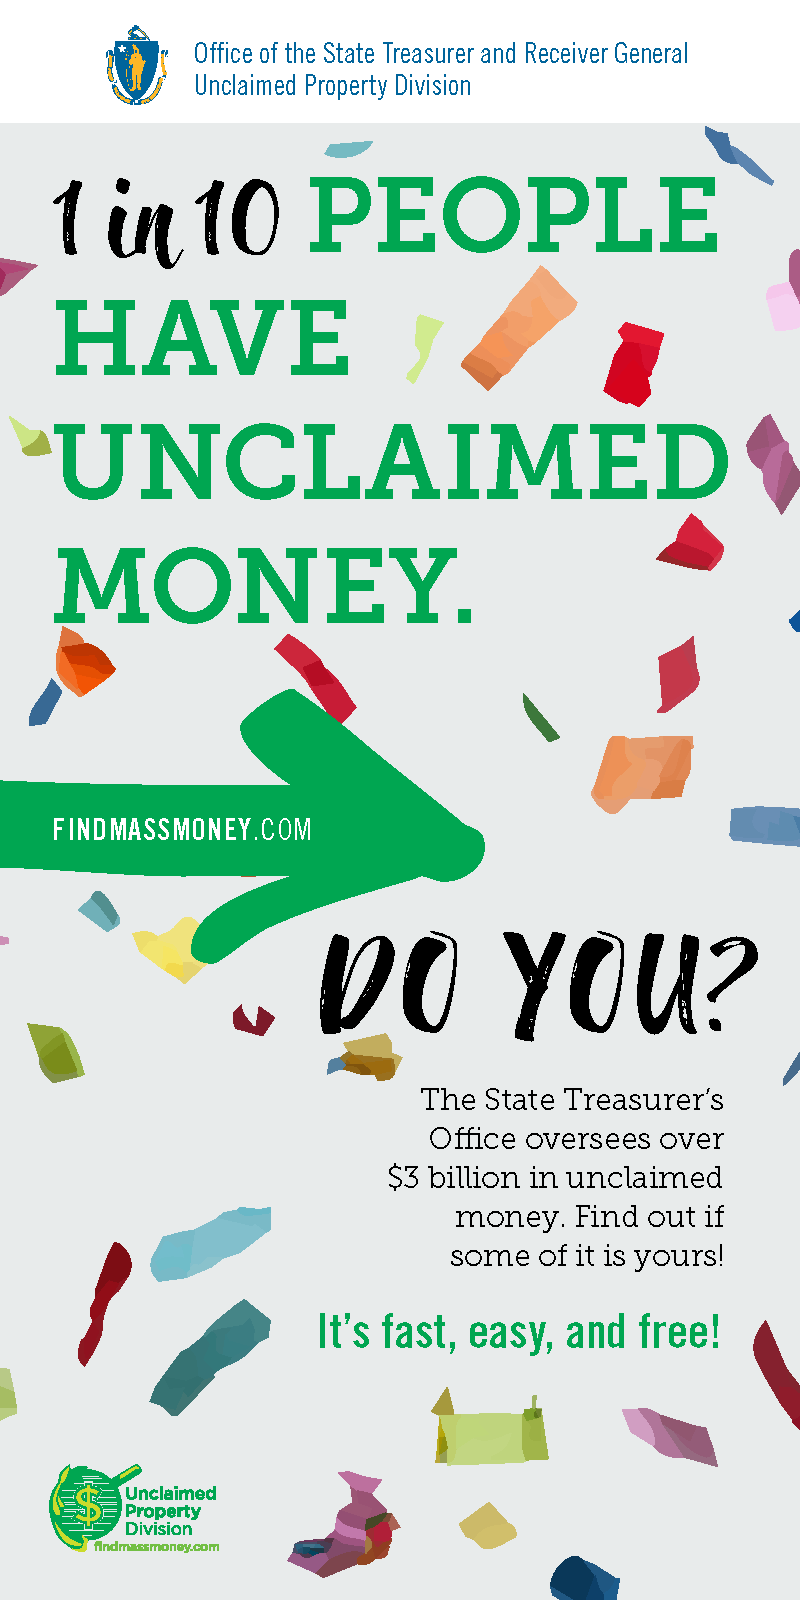 Office of the State Treasurer and Receiver General
Unclaimed Property Division
1 in 10 PEOPLE
HAVE
UNCLAIMED
MONEY.
FINDMASSMONEY.COM
DO YOU?
The State Treasurer’s
Office oversees over
$3 billion in unclaimed
money. Find out if
some of it is yours!
It’s fast, easy, and free!
$
Unclaimed
Property
Division
findmassmoney.com